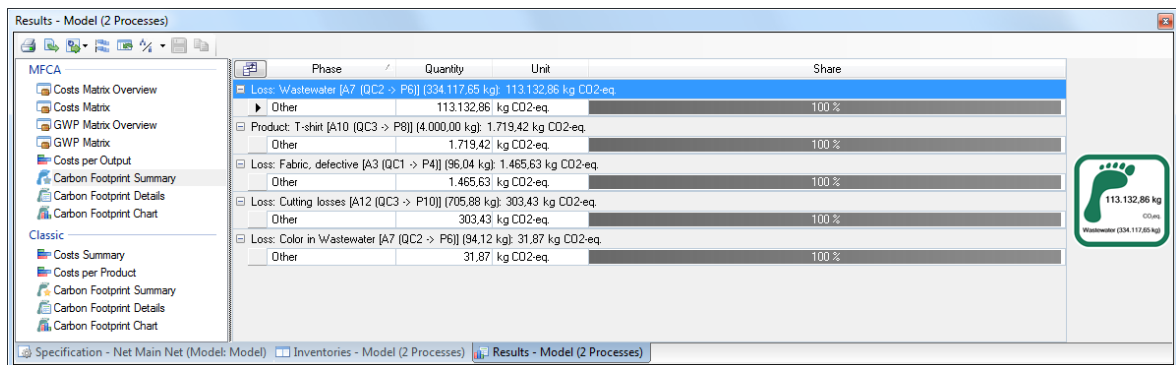 Results - Model (2 Processes)
MFCA
Costs Matrix Overview
Costs Matrix
GWP Matrix Overview
GWP Matrix
Costs per Output
Carbon Footprint Summary
Carbon Footprint Details
Carbon Footprint Chart
Classic
Costs Summary
Costs per Product
Carbon Footprint Summary
Carbon Footprint Details
Carbon Footprint Chart
Phase Quantity Unit Share
Loss: Wastewater [A7 (QC2 -> P6)] (334.117,65 kg): 113.132,86 kg CO2-eq.
Other 113.132,86 kg CO2-eq. 100 %
Product: T-shirt [A10 (QC3 -> P8)] (4.000,00 kg): 1.719,42 kg CO2-eq.
Other 1.719,42 kg CO2-eq. 100 %
Loss: Fabric, defective [A3 (QC1 -> P4)] (96,04 kg): 1.465,63 kg CO2-eq.
Other 1.465,63 kg CO2-eq. 100 %
Loss: Cutting losses [A12 (QC3 -> P10)] (705,88 kg): 303,43 kg CO2-eq.
Other 303,43 kg CO2-eq. 100 %
Loss: Color in Wastewater [A7 (QC2 -> P6)] (94,12 kg): 31,87 kg CO2-eq.
Other 31,87 kg CO2-eq. 100 %
113.132,86 kg
CO₂eq.
Wastewater (334.117,65 kg)
Specification - Net Main Net (Model: Model) Inventories - Model (2 Processes) Results - Model (2 Processes)